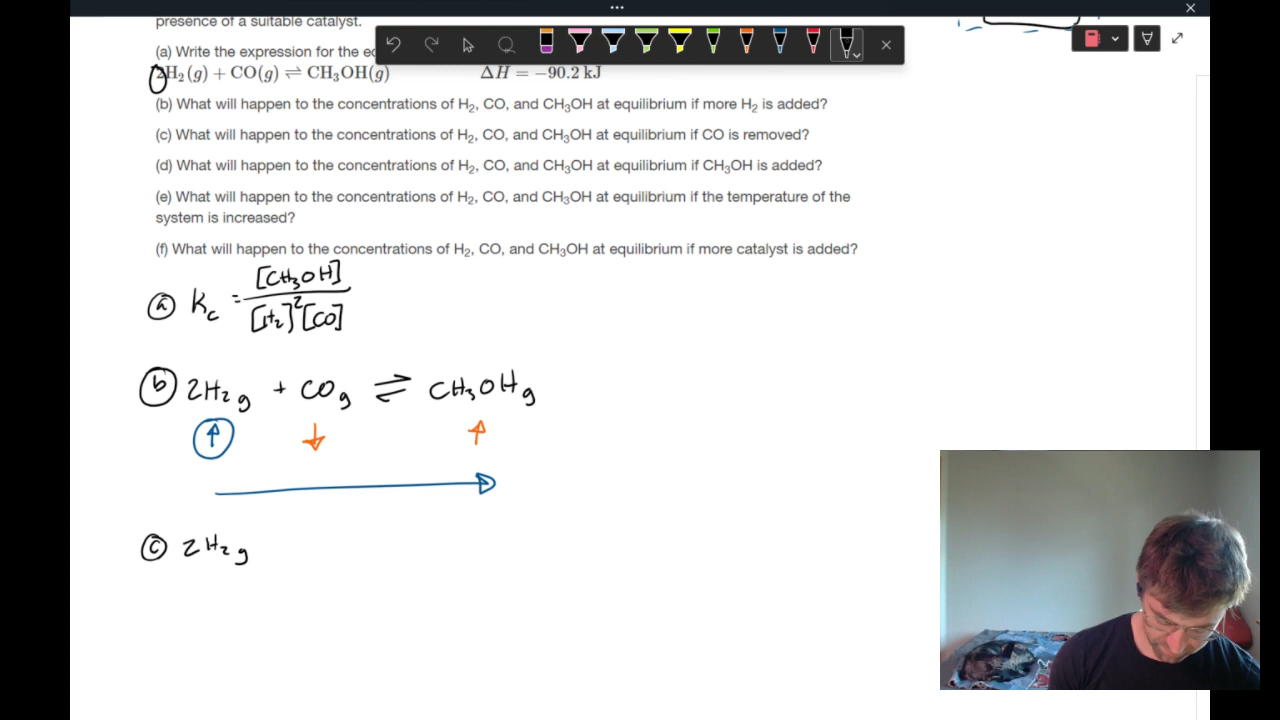 presence of a suitable catalyst.
(a) Write the expression for the
2H₂(g) + CO(g) ⇌ CH₃OH(g) ΔH = −90.2 kJ
(b) What will happen to the concentrations of H₂, CO, and CH₃OH at equilibrium if more H₂ is added?
(c) What will happen to the concentrations of H₂, CO, and CH₃OH at equilibrium if CO is removed?
(d) What will happen to the concentrations of H₂, CO, and CH₃OH at equilibrium if CH₃OH is added?
(e) What will happen to the concentrations of H₂, CO, and CH₃OH at equilibrium if the temperature of the
system is increased?
(f) What will happen to the concentrations of H₂, CO, and CH₃OH at equilibrium if more catalyst is added?
ⓐ Kc = [CH₃OH] / [H₂]²[CO]
ⓑ 2H₂g + COg ⇌ CH₃OHg
↑ ↓ ↑
ⓒ 2H₂g